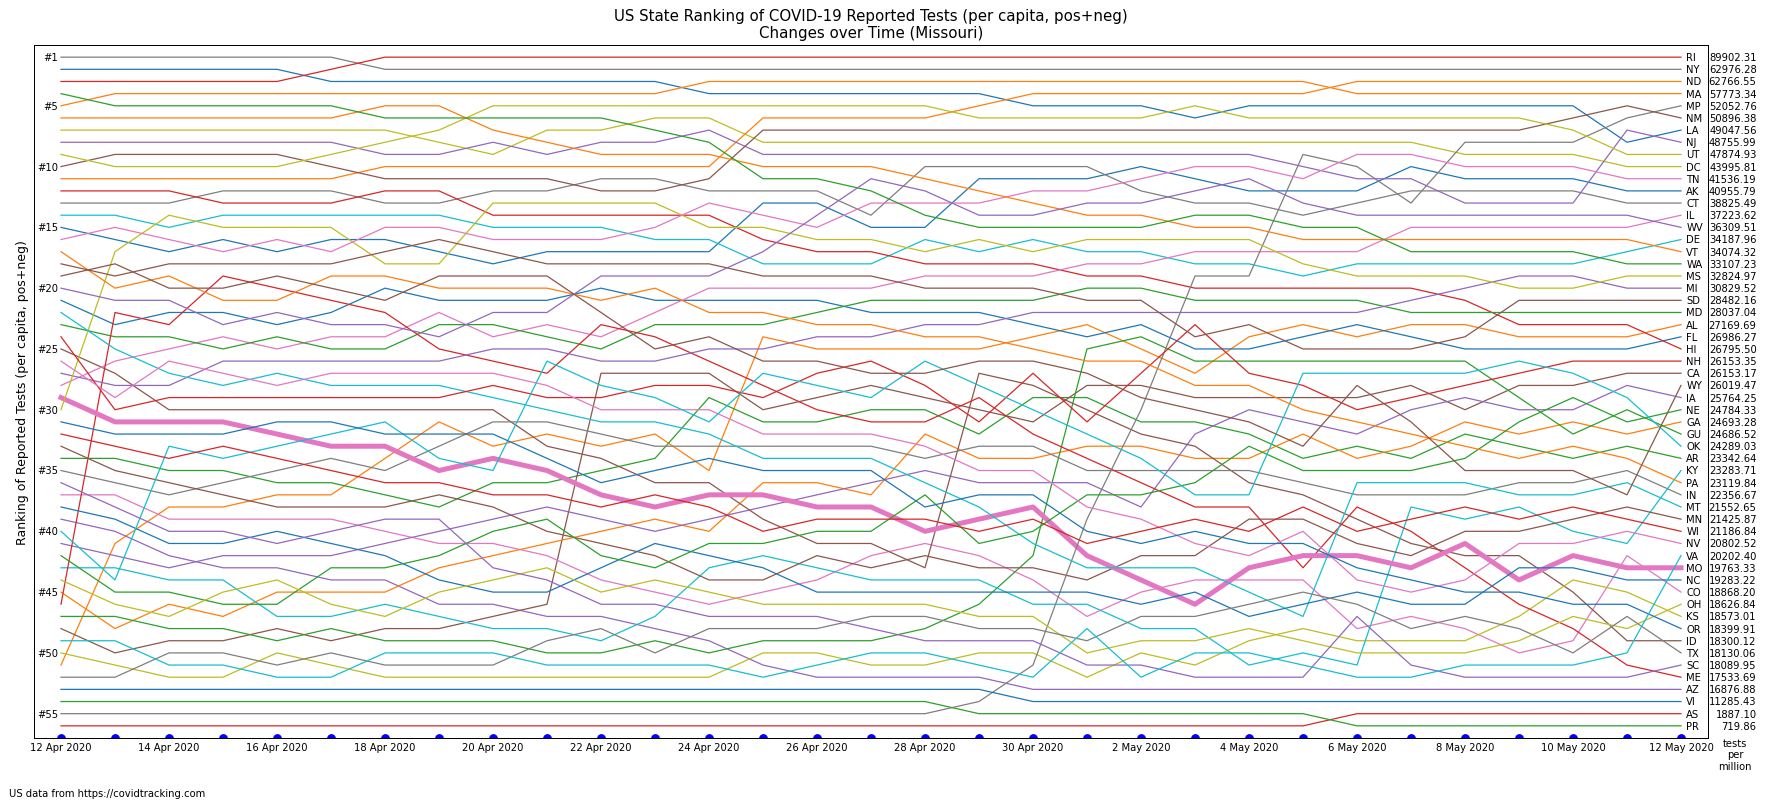 US State Ranking of COVID-19 Reported Tests (per capita, pos+neg)
Changes over Time (Missouri)
Ranking of Reported Tests (per capita, pos+neg)
#1
#5
#10
#15
#20
#25
#30
#35
#40
#45
#50
#55
RI 89902.31
NY 62976.28
ND 62766.55
MA 57773.34
MP 52052.76
NM 50896.38
LA 49047.56
NJ 48755.99
UT 47874.93
DC 43995.81
TN 41536.19
AK 40955.79
CT 38825.49
IL 37223.62
WV 36309.51
DE 34187.96
VT 34074.32
WA 33107.23
MS 32824.97
MI 30829.52
SD 28482.16
MD 28037.04
AL 27169.69
FL 26986.27
HI 26795.50
NH 26153.35
CA 26153.17
WY 26019.47
IA 25764.25
NE 24784.33
GA 24693.28
GU 24686.52
OK 24289.03
AR 23342.64
KY 23283.71
PA 23119.84
IN 22356.67
MT 21552.65
MN 21425.87
WI 21186.84
NV 20802.52
VA 20202.40
MO 19763.33
NC 19283.22
CO 18868.20
OH 18626.84
KS 18573.01
OR 18399.91
ID 18300.12
TX 18130.06
SC 18089.95
ME 17533.69
AZ 16876.88
VI 11285.43
AS 1887.10
PR 719.86
12 Apr 2020 14 Apr 2020 16 Apr 2020 18 Apr 2020 20 Apr 2020 22 Apr 2020 24 Apr 2020 26 Apr 2020 28 Apr 2020 30 Apr 2020 2 May 2020 4 May 2020 6 May 2020 8 May 2020 10 May 2020 12 May 2020
tests
per
million
US data from https://covidtracking.com